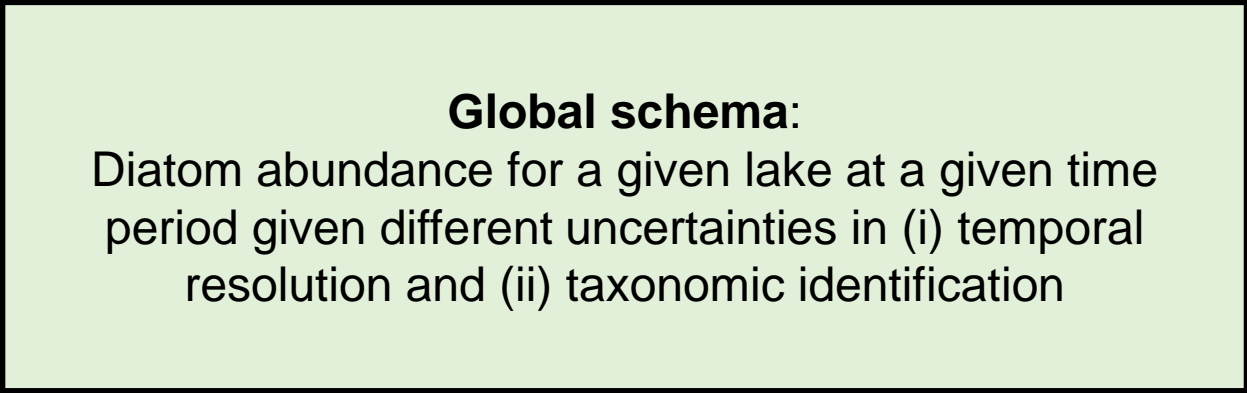 Global schema:
Diatom abundance for a given lake at a given time
period given different uncertainties in (i) temporal
resolution and (ii) taxonomic identification